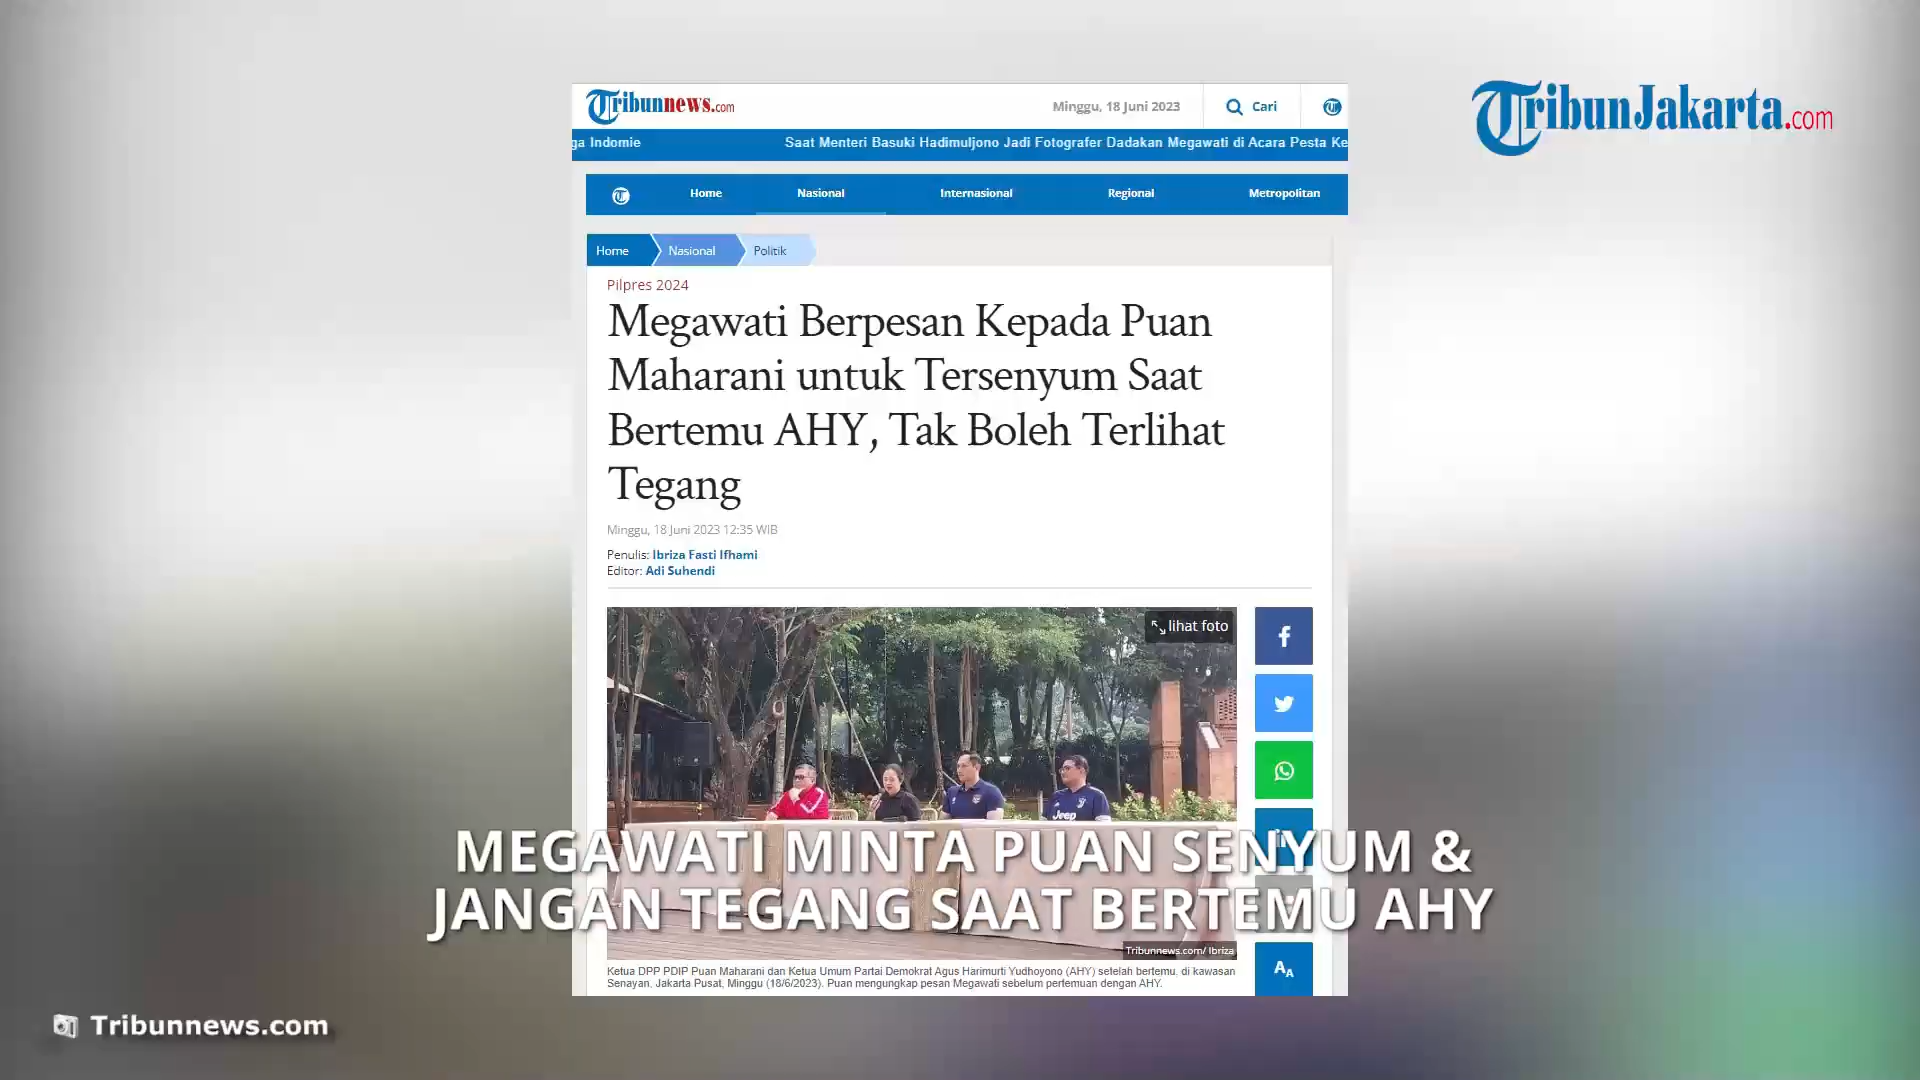 Tribunnews.com
Minggu, 18 Juni 2023
Cari
TribunJakarta.com
ga Indomie
Saat Menteri Basuki Hadimuljono Jadi Fotografer Dadakan Megawati di Acara Pesta Ke
Home
Nasional
Internasional
Regional
Metropolitan
Home
Nasional
Politik
Pilpres 2024
Megawati Berpesan Kepada Puan
Maharani untuk Tersenyum Saat
Bertemu AHY, Tak Boleh Terlihat
Tegang
Minggu, 18 Juni 2023 12:35 WIB
Penulis: Ibriza Fasti Ifhami
Editor: Adi Suhendi
lihat foto
Jeep
MEGAWATI MINTA PUAN SENYUM &
JANGAN TEGANG SAAT BERTEMU AHY
Tribunnews.com/ Ibriza
AA
Ketua DPP PDIP Puan Maharani dan Ketua Umum Partai Demokrat Agus Harimurti Yudhoyono (AHY) setelah bertemu, di kawasan
Senayan, Jakarta Pusat, Minggu (18/6/2023). Puan mengungkap pesan Megawati sebelum pertemuan dengan AHY.
Tribunnews.com